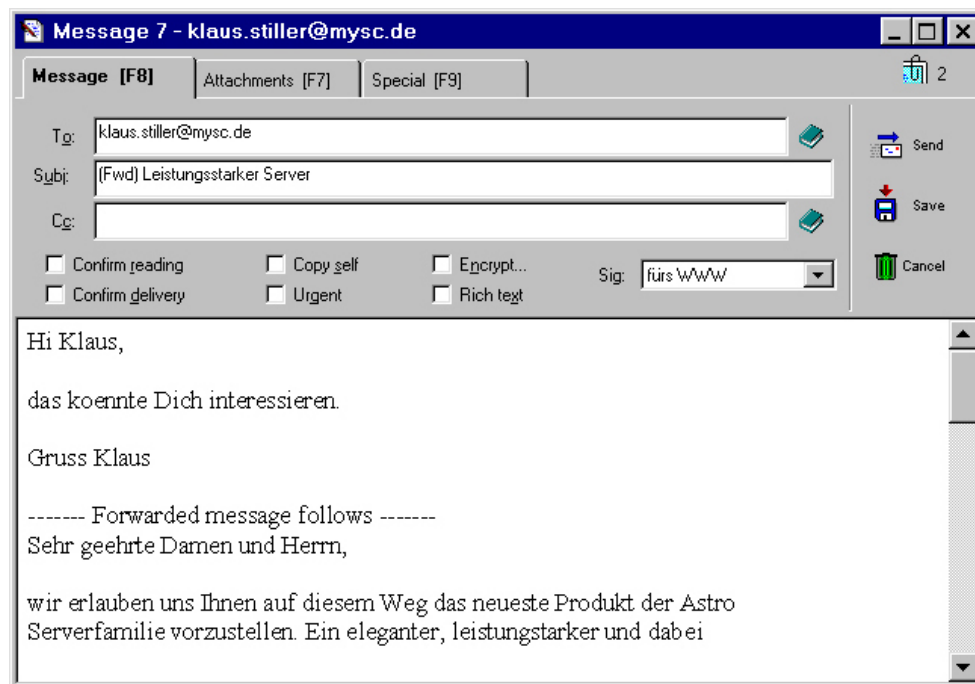 Message 7 - klaus.stiller@mysc.de
Message [F8] Attachments [F7] Special [F9] 2
To: klaus.stiller@mysc.de
Send
Subj: (Fwd) Leistungsstarker Server
Save
Cc:
Confirm reading Copy self Encrypt... Sig: fürs WWW Cancel
Confirm delivery Urgent Rich text
Hi Klaus,
das koennte Dich interessieren.
Gruss Klaus
------- Forwarded message follows -------
Sehr geehrte Damen und Herrn,
wir erlauben uns Ihnen auf diesem Weg das neueste Produkt der Astro
Serverfamilie vorzustellen. Ein eleganter, leistungstarker und dabei